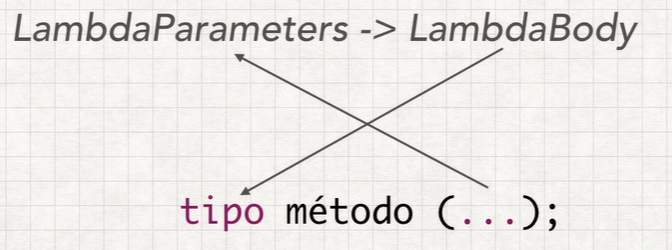 LambdaParameters -> LambdaBody
tipo método (...);